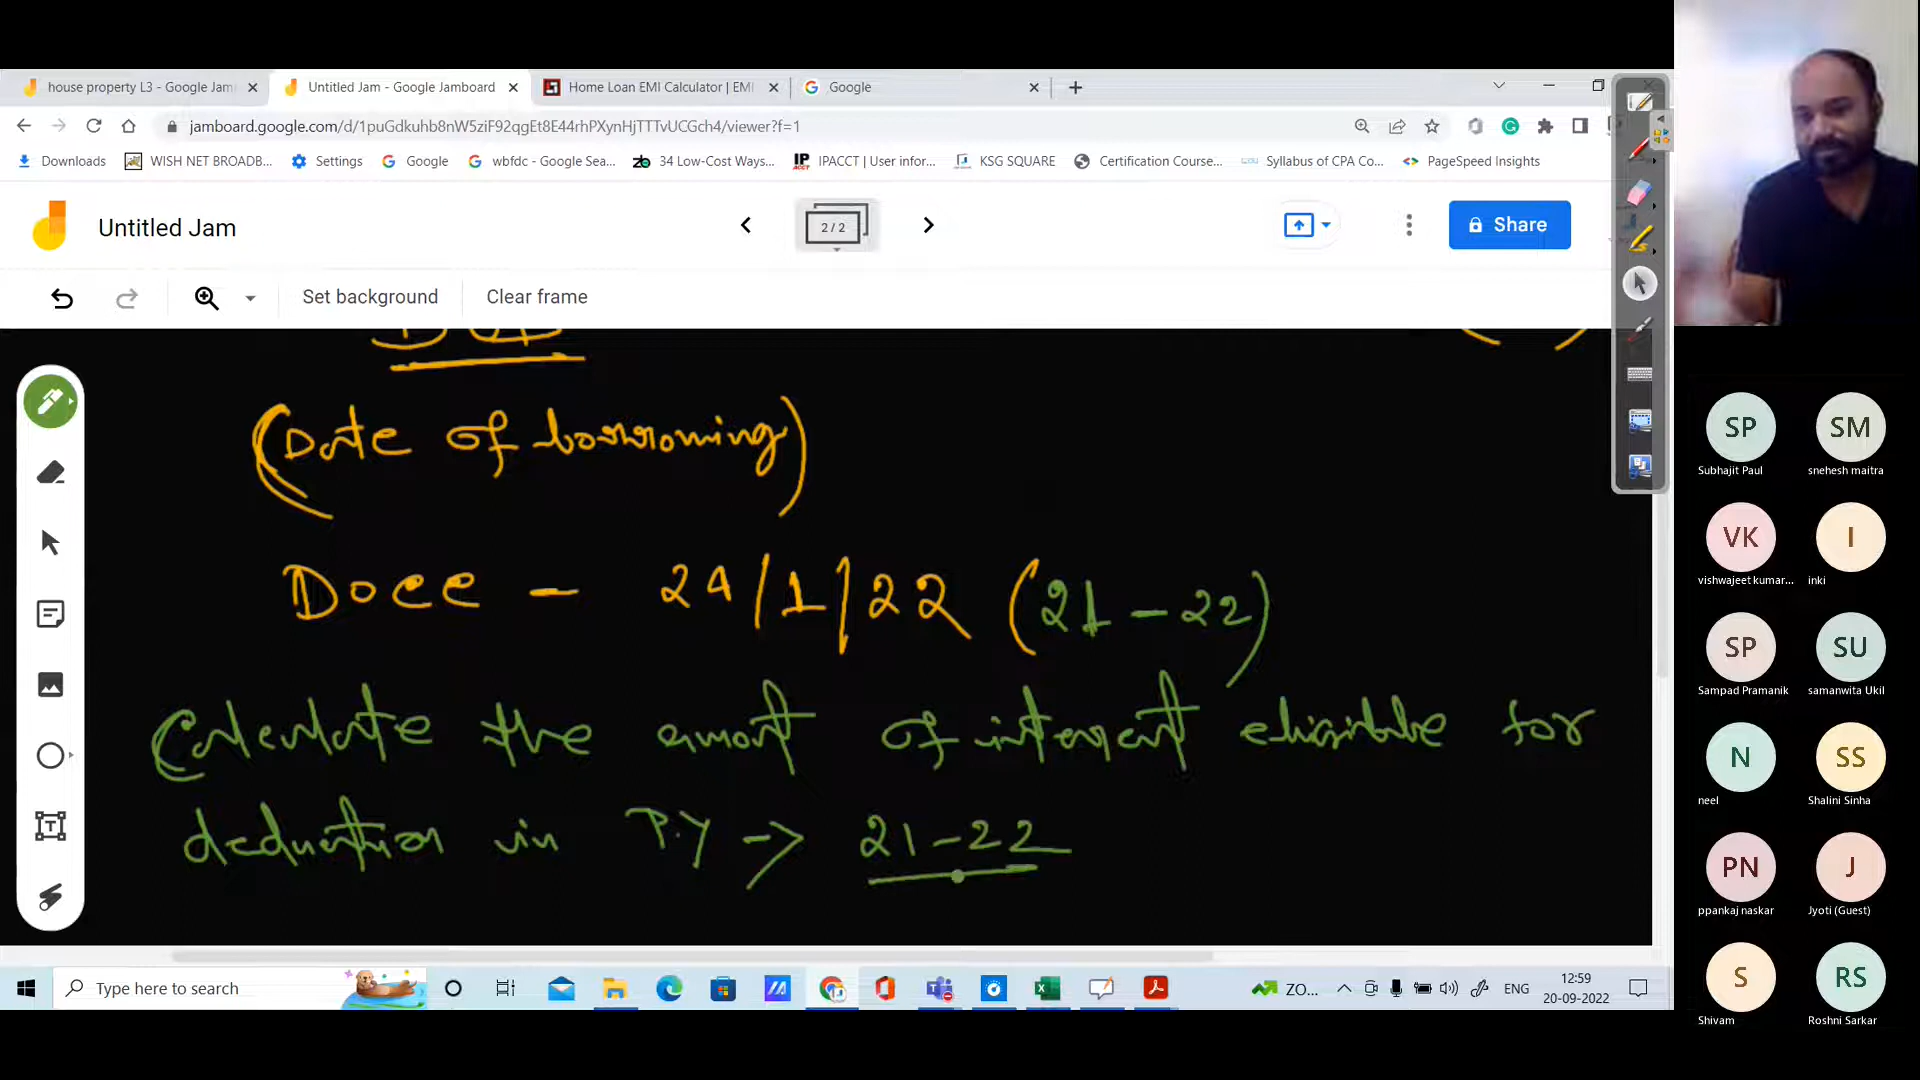 house property L3 - Google Jam
Untitled Jam - Google Jamboard
Home Loan EMI Calculator | EMI
Google
jamboard.google.com/d/1puGdkuhb8nW5ziF92qgEt8E44rhPXynHjTTTvUCGch4/viewer?f=1
Downloads
WISH NET BROADB...
Settings
Google
wbfdc - Google Sea...
34 Low-Cost Ways...
IPACCT | User infor...
KSG SQUARE
Certification Course...
Syllabus of CPA Co...
PageSpeed Insights
Untitled Jam
2 / 2
Share
Set background
Clear frame
(Date of borrowing)
DOCC - 24/1/22 (21-22)
Calculate the amont of interest eligible for
deduction in P.Y -> 21-22
SP
Subhajit Paul
SM
snehesh maitra
VK
vishwajeet kumar...
I
inki
SP
Sampad Pramanik
SU
samanwita Ukil
N
neel
SS
Shalini Sinha
PN
ppankaj naskar
J
Jyoti (Guest)
S
Shivam
RS
Roshni Sarkar
Type here to search
ZO...
ENG
12:59
20-09-2022